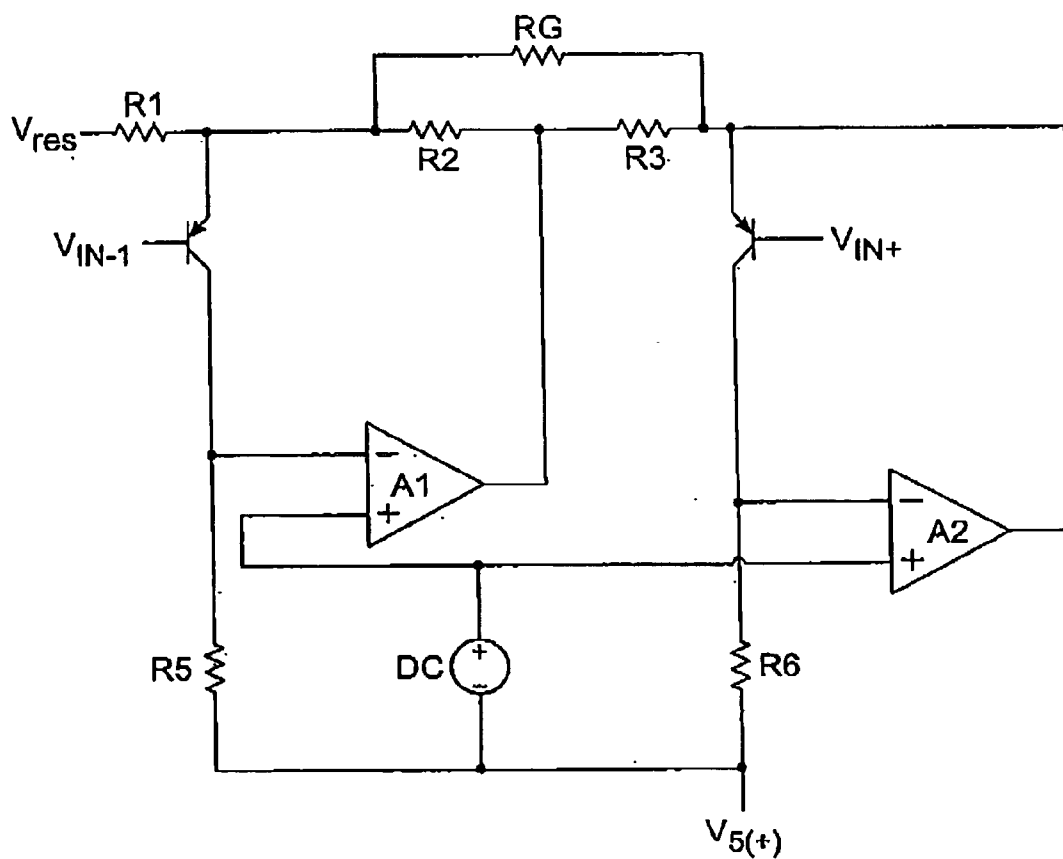 RG
R1
Vres
R2
R3
VIN-1
VIN+
−
A1
+
−
A2
+
R5
DC
+
−
R6
V5(+)